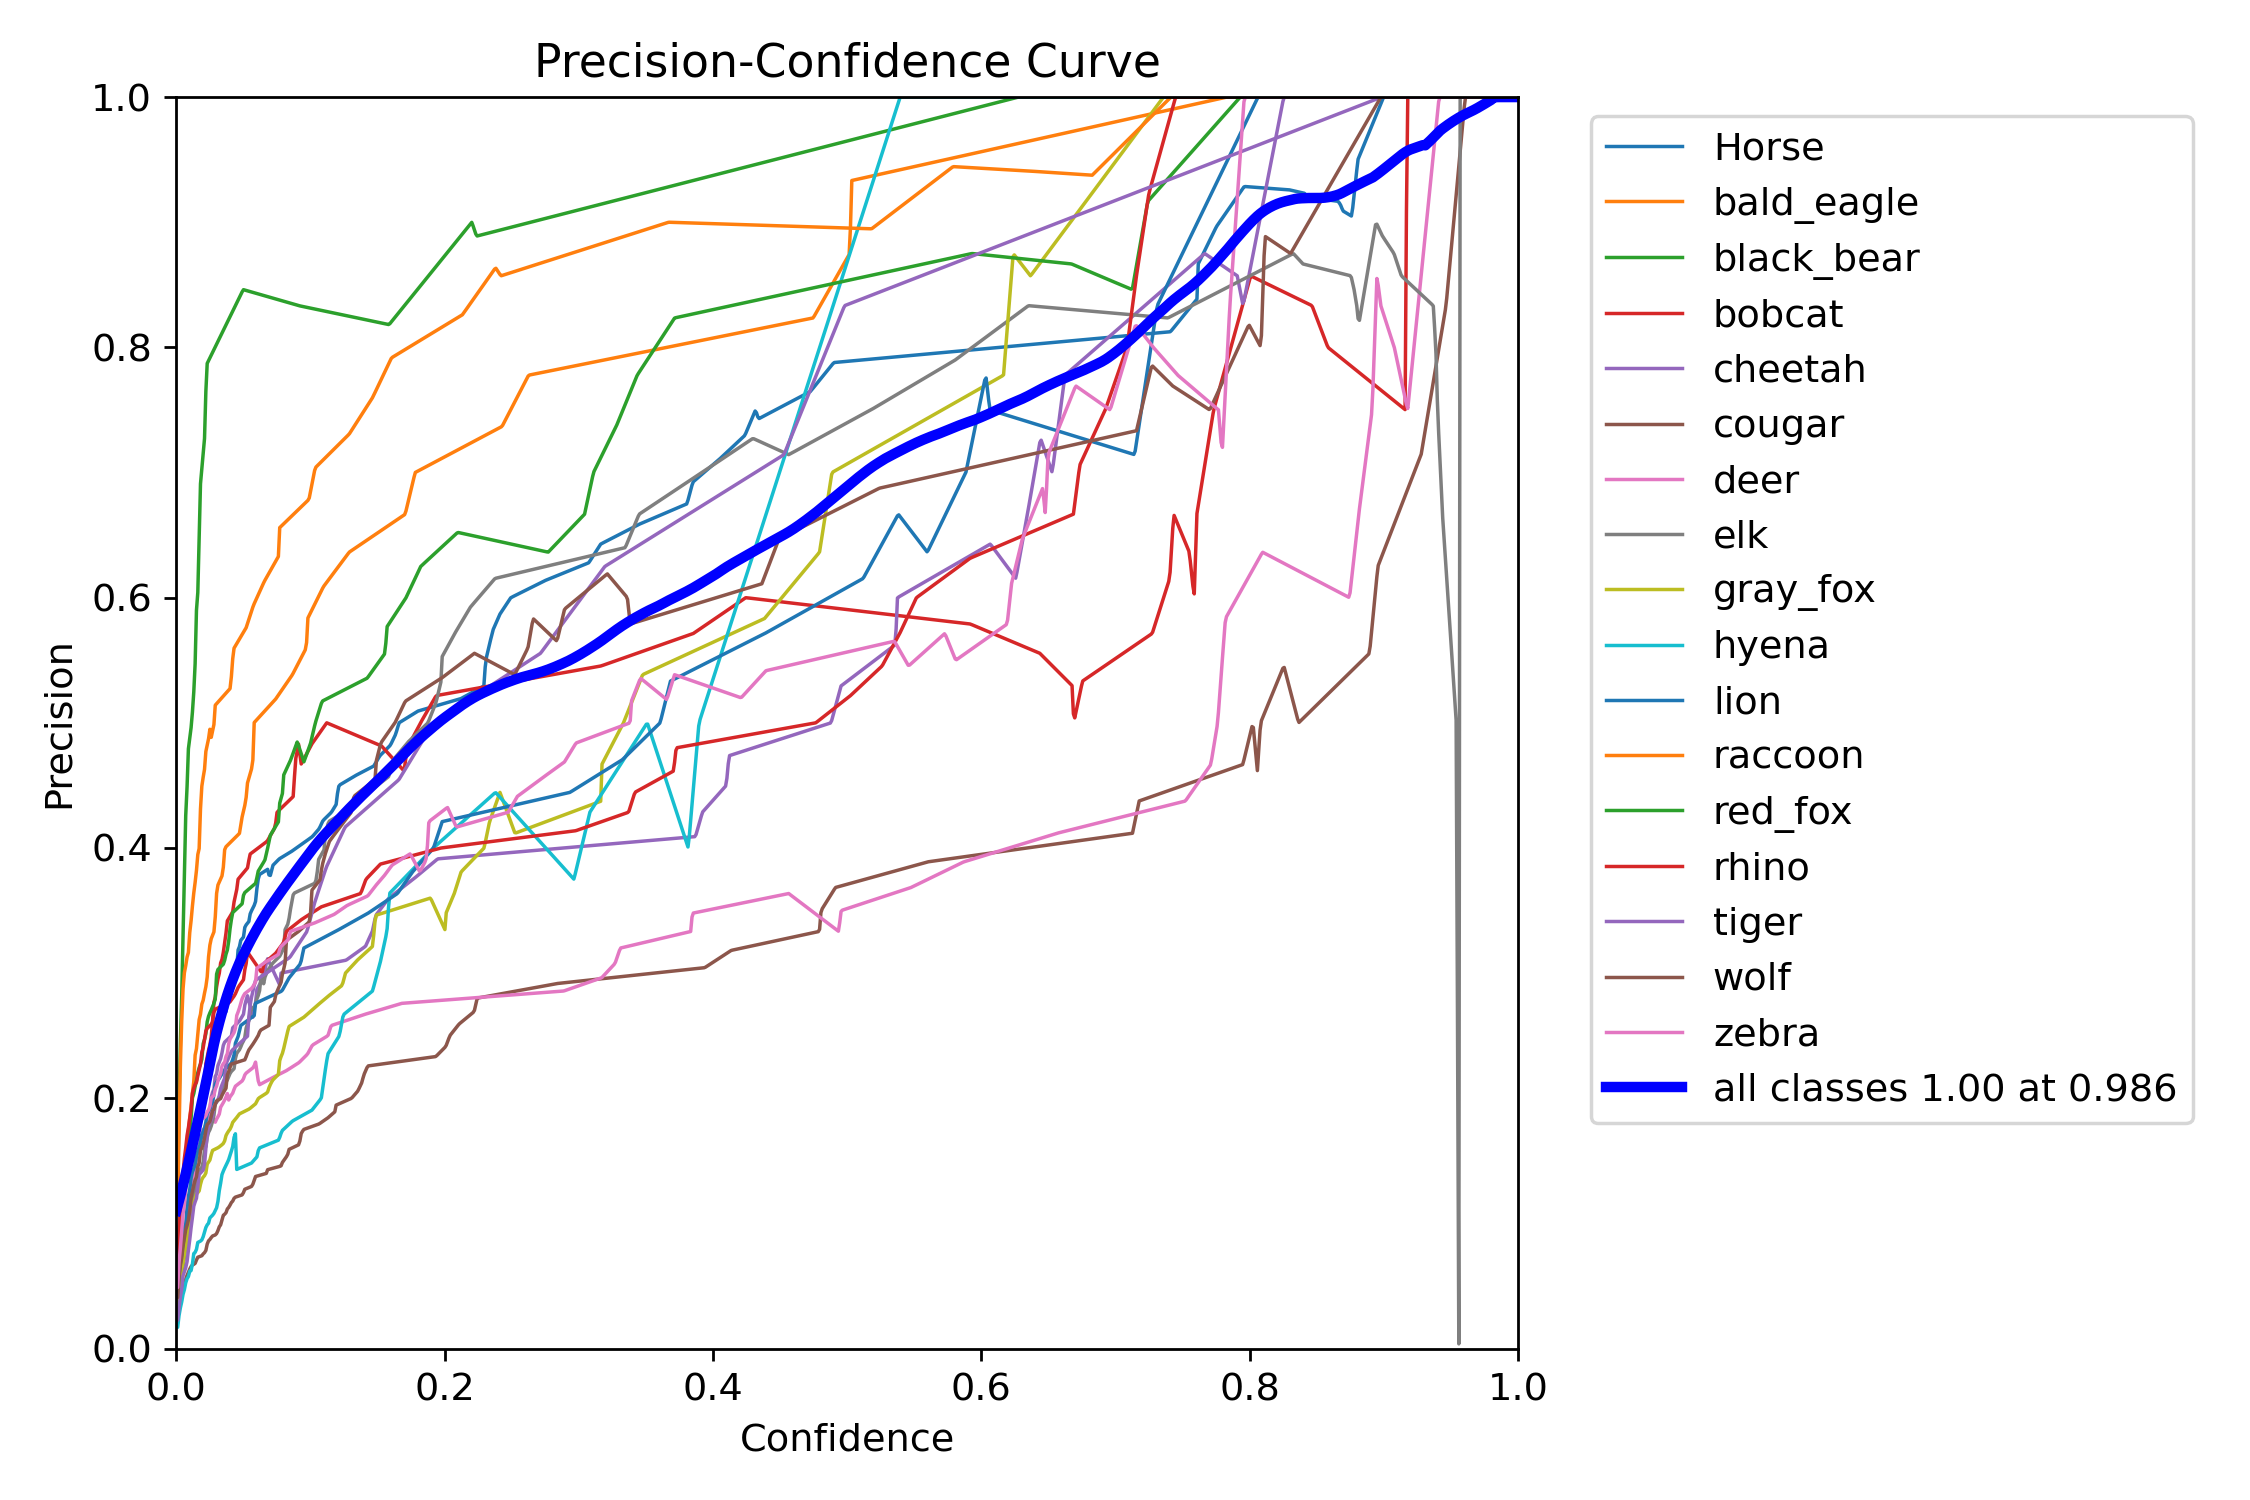 Precision-Confidence Curve
1.0
0.8
0.6
0.4
0.2
0.0
Precision
0.0 0.2 0.4 0.6 0.8 1.0
Confidence
Horse
bald_eagle
black_bear
bobcat
cheetah
cougar
deer
elk
gray_fox
hyena
lion
raccoon
red_fox
rhino
tiger
wolf
zebra
all classes 1.00 at 0.986